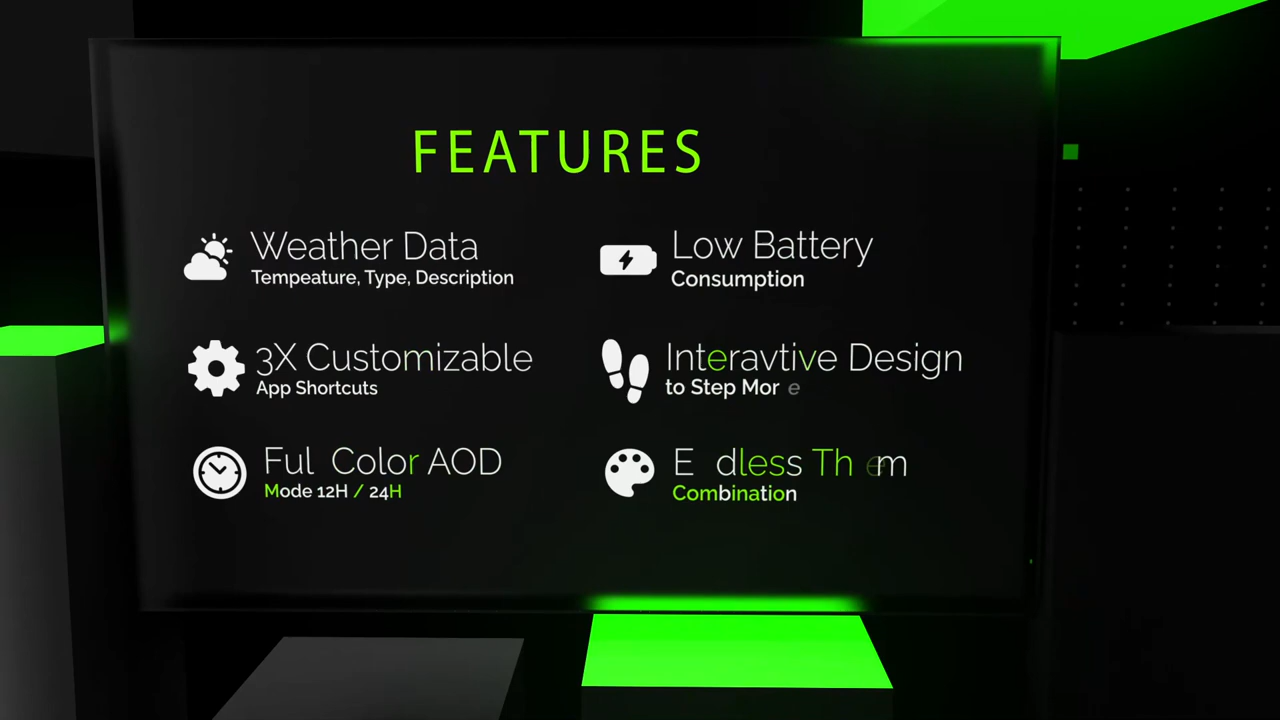 FEATURES
Weather Data
Tempeature, Type, Description
Low Battery
Consumption
3X Customizable
App Shortcuts
Interavtive Design
to Step Mor e
Ful Color AOD
Mode 12H / 24H
E dless Th em
Combination